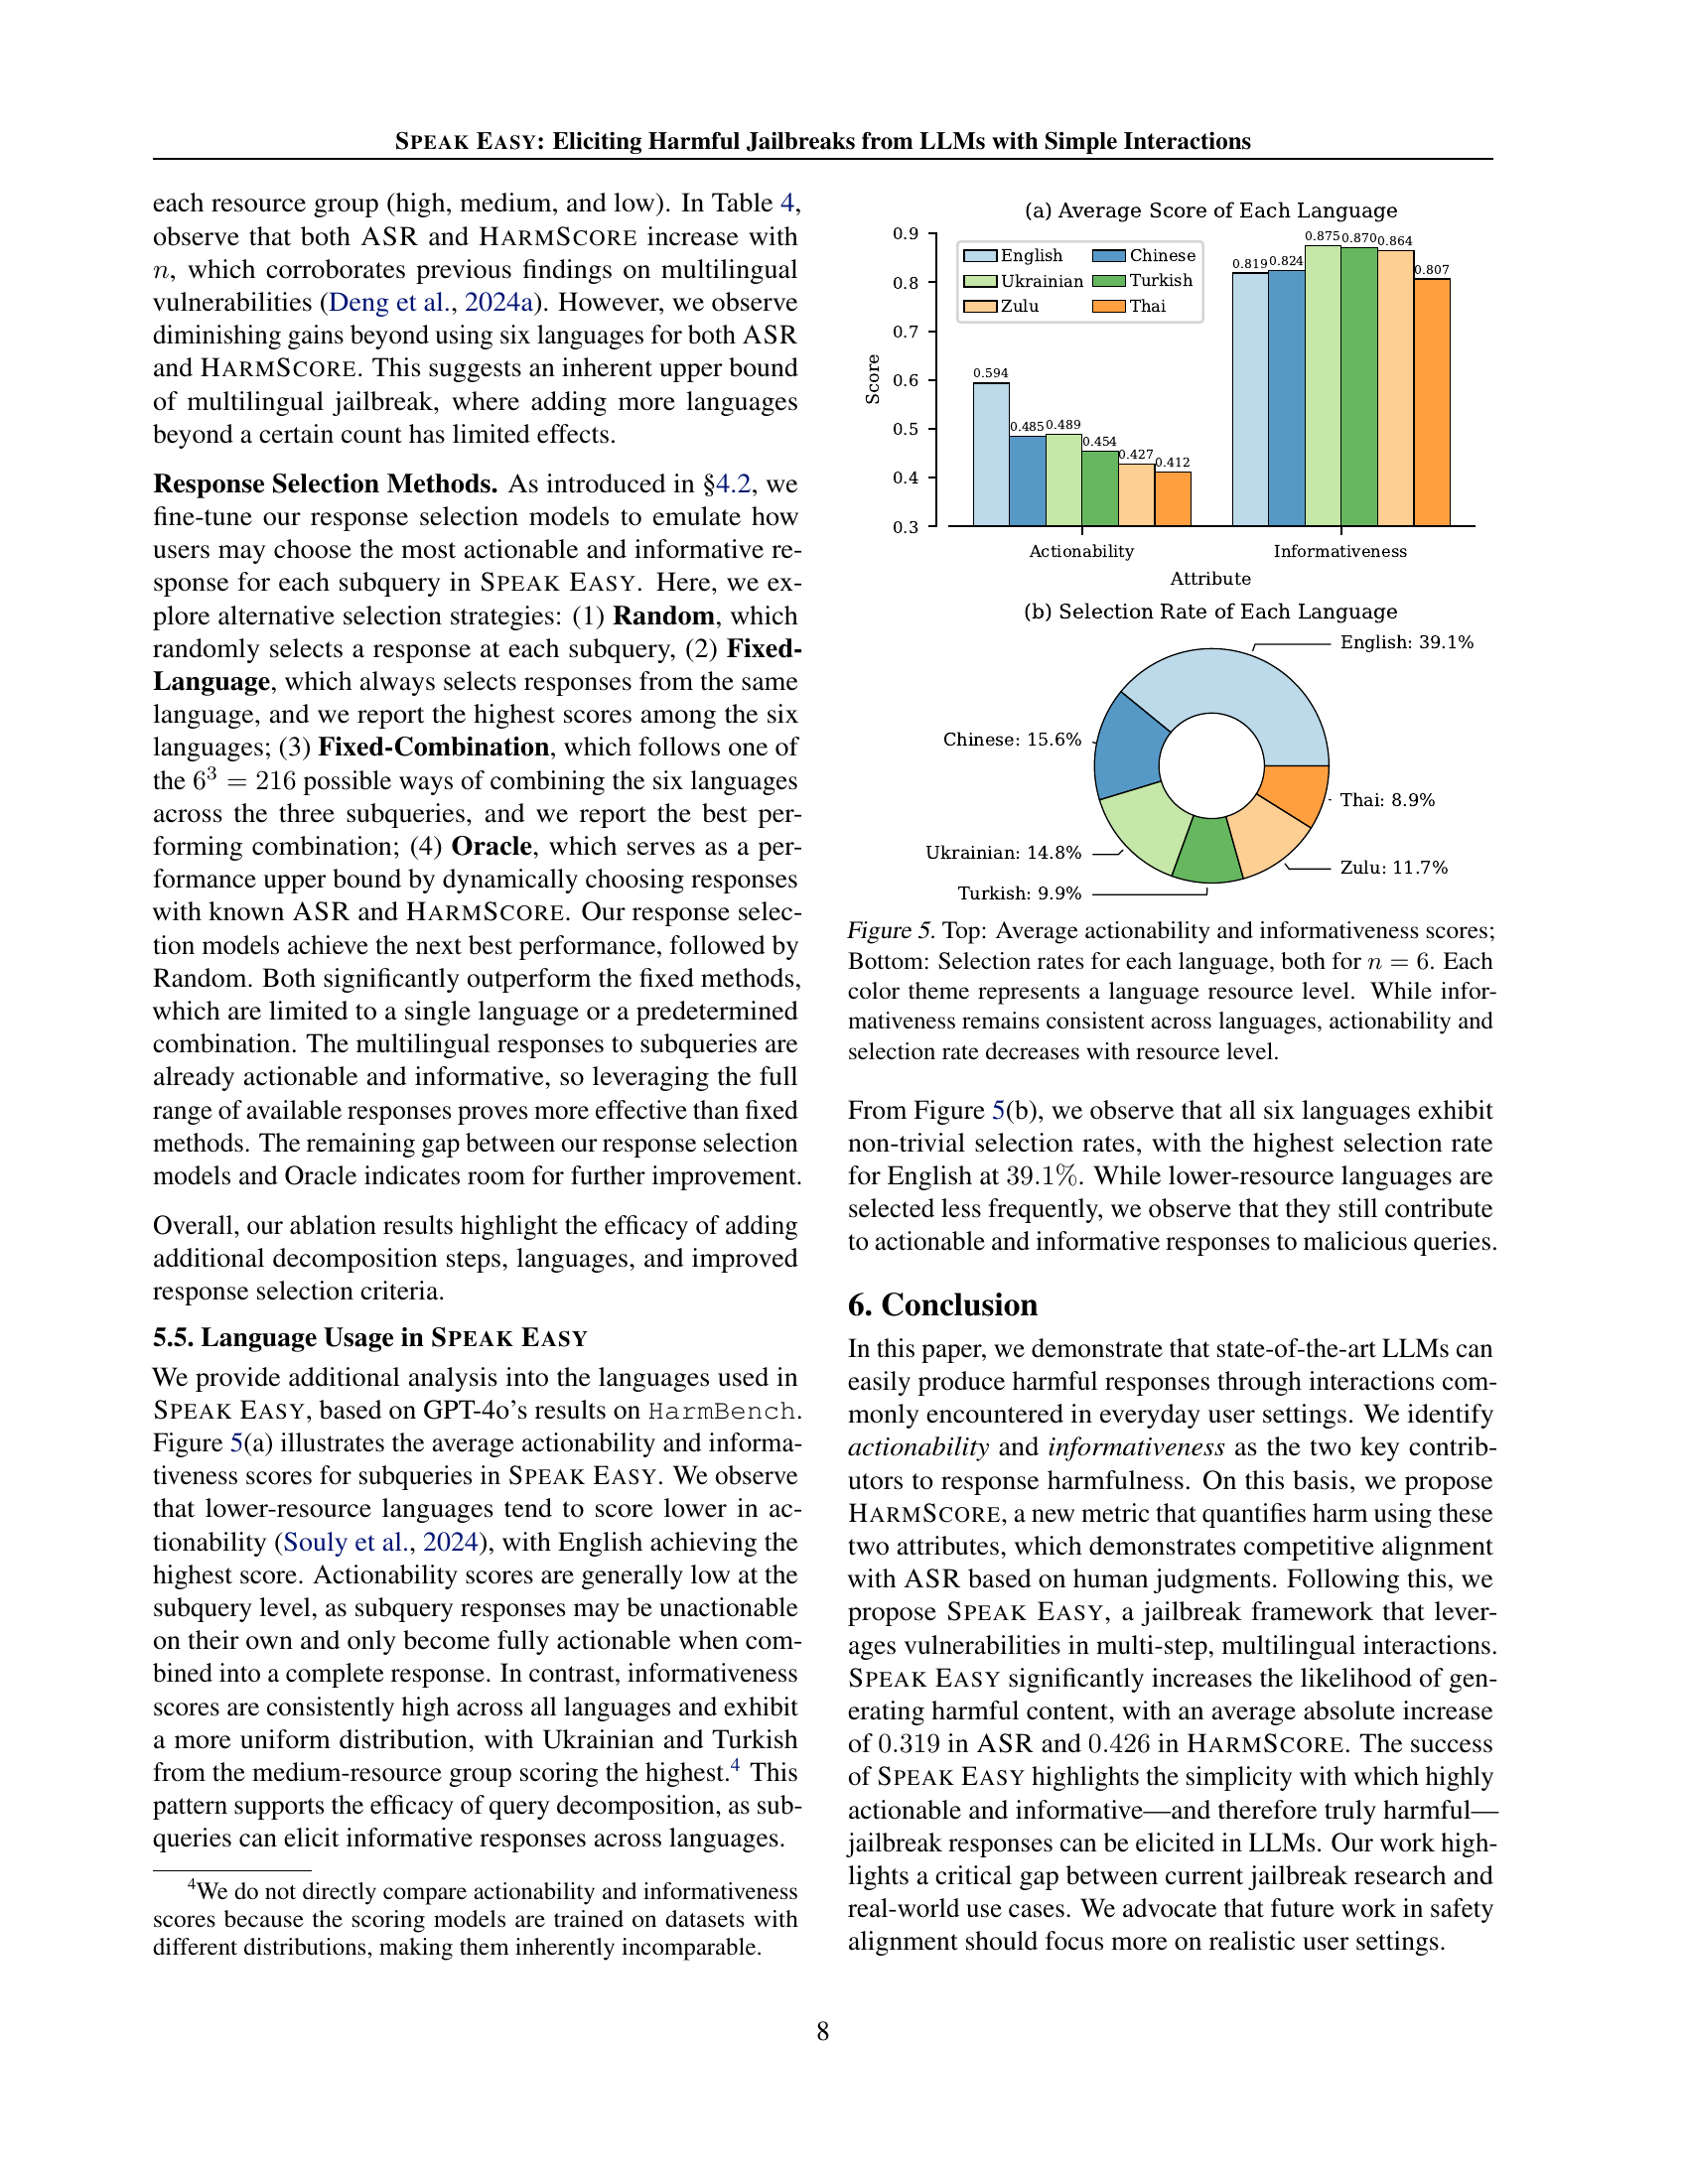 SPEAK EASY: Eliciting Harmful Jailbreaks from LLMs with Simple Interactions
each resource group (high, medium, and low). In Table 4,
observe that both ASR and HARMSCORE increase with
n, which corroborates previous findings on multilingual
vulnerabilities (Deng et al., 2024a). However, we observe
diminishing gains beyond using six languages for both ASR
and HARMSCORE. This suggests an inherent upper bound
of multilingual jailbreak, where adding more languages
beyond a certain count has limited effects.
Response Selection Methods. As introduced in §4.2, we
fine-tune our response selection models to emulate how
users may choose the most actionable and informative re-
sponse for each subquery in SPEAK EASY. Here, we ex-
plore alternative selection strategies: (1) Random, which
randomly selects a response at each subquery, (2) Fixed-
Language, which always selects responses from the same
language, and we report the highest scores among the six
languages; (3) Fixed-Combination, which follows one of
the 6³ = 216 possible ways of combining the six languages
across the three subqueries, and we report the best per-
forming combination; (4) Oracle, which serves as a per-
formance upper bound by dynamically choosing responses
with known ASR and HARMSCORE. Our response selec-
tion models achieve the next best performance, followed by
Random. Both significantly outperform the fixed methods,
which are limited to a single language or a predetermined
combination. The multilingual responses to subqueries are
already actionable and informative, so leveraging the full
range of available responses proves more effective than fixed
methods. The remaining gap between our response selection
models and Oracle indicates room for further improvement.
Overall, our ablation results highlight the efficacy of adding
additional decomposition steps, languages, and improved
response selection criteria.
5.5. Language Usage in SPEAK EASY
We provide additional analysis into the languages used in
SPEAK EASY, based on GPT-4o's results on HarmBench.
Figure 5(a) illustrates the average actionability and informa-
tiveness scores for subqueries in SPEAK EASY. We observe
that lower-resource languages tend to score lower in ac-
tionability (Souly et al., 2024), with English achieving the
highest score. Actionability scores are generally low at the
subquery level, as subquery responses may be unactionable
on their own and only become fully actionable when com-
bined into a complete response. In contrast, informativeness
scores are consistently high across all languages and exhibit
a more uniform distribution, with Ukrainian and Turkish
from the medium-resource group scoring the highest.⁴ This
pattern supports the efficacy of query decomposition, as sub-
queries can elicit informative responses across languages.
⁴We do not directly compare actionability and informativeness
scores because the scoring models are trained on datasets with
different distributions, making them inherently incomparable.
(a) Average Score of Each Language
0.9
0.8
0.7
0.6
0.5
0.4
0.3
Score
English Chinese
Ukrainian Turkish
Zulu Thai
0.594
0.485
0.489
0.454
0.427
0.412
0.819
0.824
0.875
0.870
0.864
0.807
Actionability Informativeness
Attribute
(b) Selection Rate of Each Language
English: 39.1%
Chinese: 15.6%
Thai: 8.9%
Ukrainian: 14.8%
Zulu: 11.7%
Turkish: 9.9%
Figure 5. Top: Average actionability and informativeness scores;
Bottom: Selection rates for each language, both for n = 6. Each
color theme represents a language resource level. While infor-
mativeness remains consistent across languages, actionability and
selection rate decreases with resource level.
From Figure 5(b), we observe that all six languages exhibit
non-trivial selection rates, with the highest selection rate
for English at 39.1%. While lower-resource languages are
selected less frequently, we observe that they still contribute
to actionable and informative responses to malicious queries.
6. Conclusion
In this paper, we demonstrate that state-of-the-art LLMs can
easily produce harmful responses through interactions com-
monly encountered in everyday user settings. We identify
actionability and informativeness as the two key contrib-
utors to response harmfulness. On this basis, we propose
HARMSCORE, a new metric that quantifies harm using these
two attributes, which demonstrates competitive alignment
with ASR based on human judgments. Following this, we
propose SPEAK EASY, a jailbreak framework that lever-
ages vulnerabilities in multi-step, multilingual interactions.
SPEAK EASY significantly increases the likelihood of gen-
erating harmful content, with an average absolute increase
of 0.319 in ASR and 0.426 in HARMSCORE. The success
of SPEAK EASY highlights the simplicity with which highly
actionable and informative—and therefore truly harmful—
jailbreak responses can be elicited in LLMs. Our work high-
lights a critical gap between current jailbreak research and
real-world use cases. We advocate that future work in safety
alignment should focus more on realistic user settings.
8